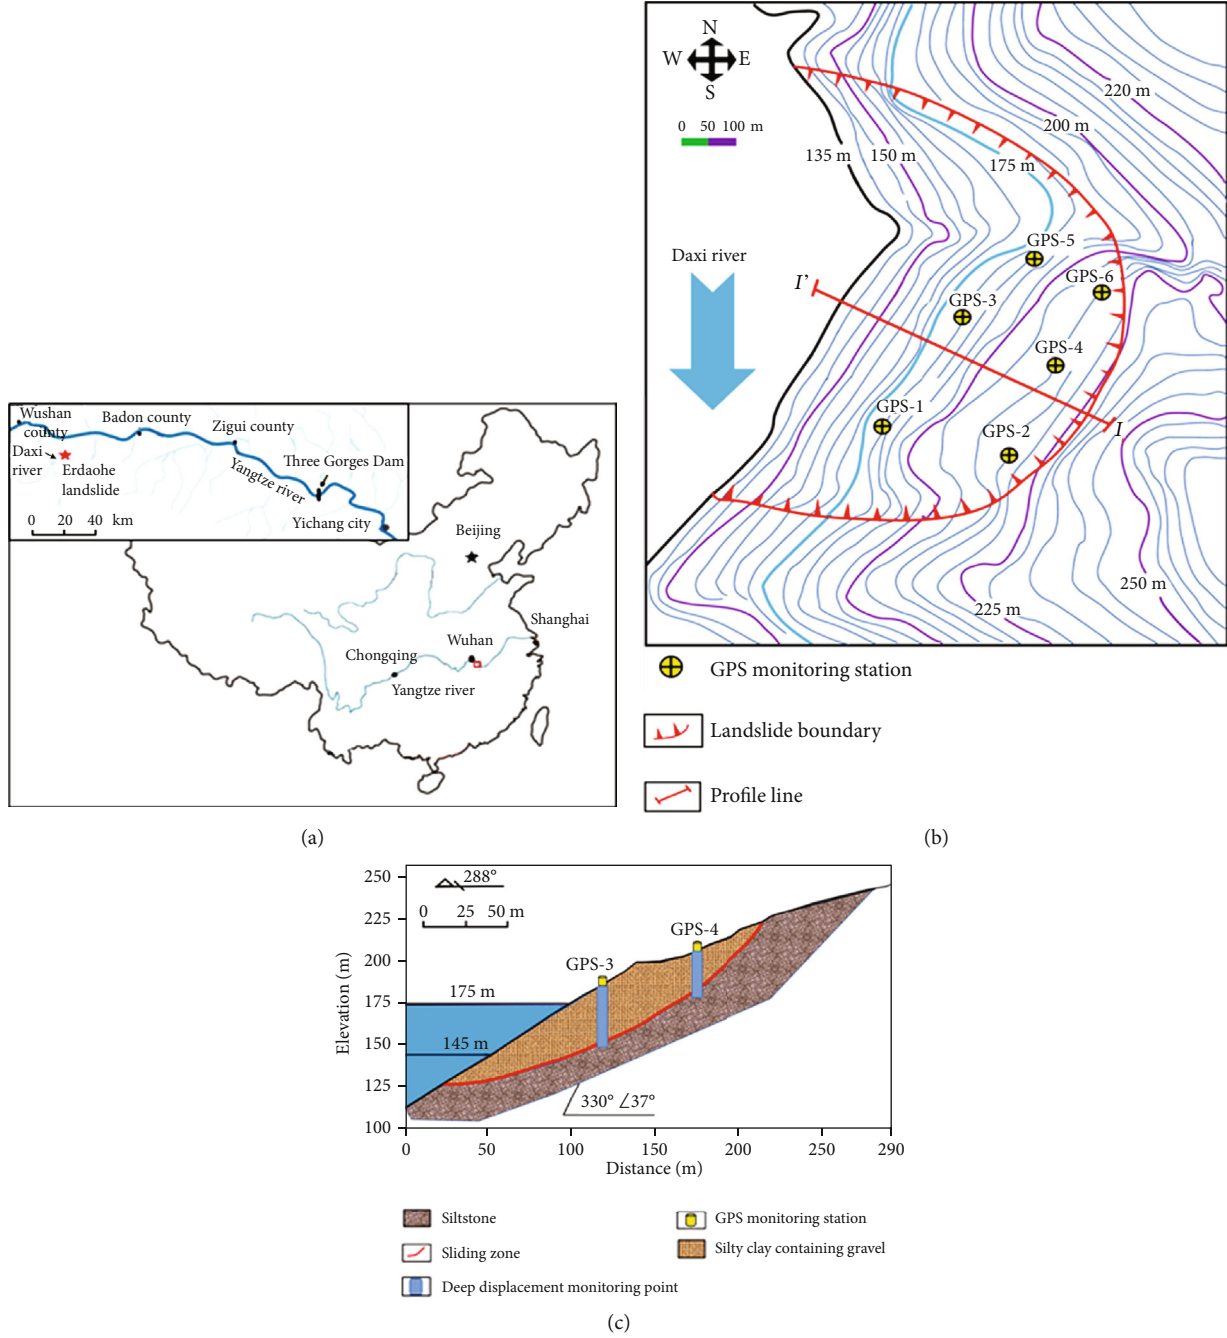 Wushan
county
Badon county
Zigui county
Daxi
river
Erdaohe
landslide
Yangtze river
Three Gorges Dam
Yichang city
0 20 40 km
Beijing
Shanghai
Wuhan
Chongqing
Yangtze river
(a)
N
W E
S
0 50 100 m
135 m
150 m
175 m
200 m
220 m
Daxi river
I'
GPS-5
GPS-6
GPS-3
GPS-4
GPS-1
GPS-2
I
225 m
250 m
GPS monitoring station
Landslide boundary
Profile line
(b)
288°
0 25 50 m
Elevation (m)
250
225
200
175
150
125
100
GPS-4
GPS-3
175 m
145 m
330° ∠37°
0 50 100 150 200 250 290
Distance (m)
Siltstone
GPS monitoring station
Sliding zone
Silty clay containing gravel
Deep displacement monitoring point
(c)